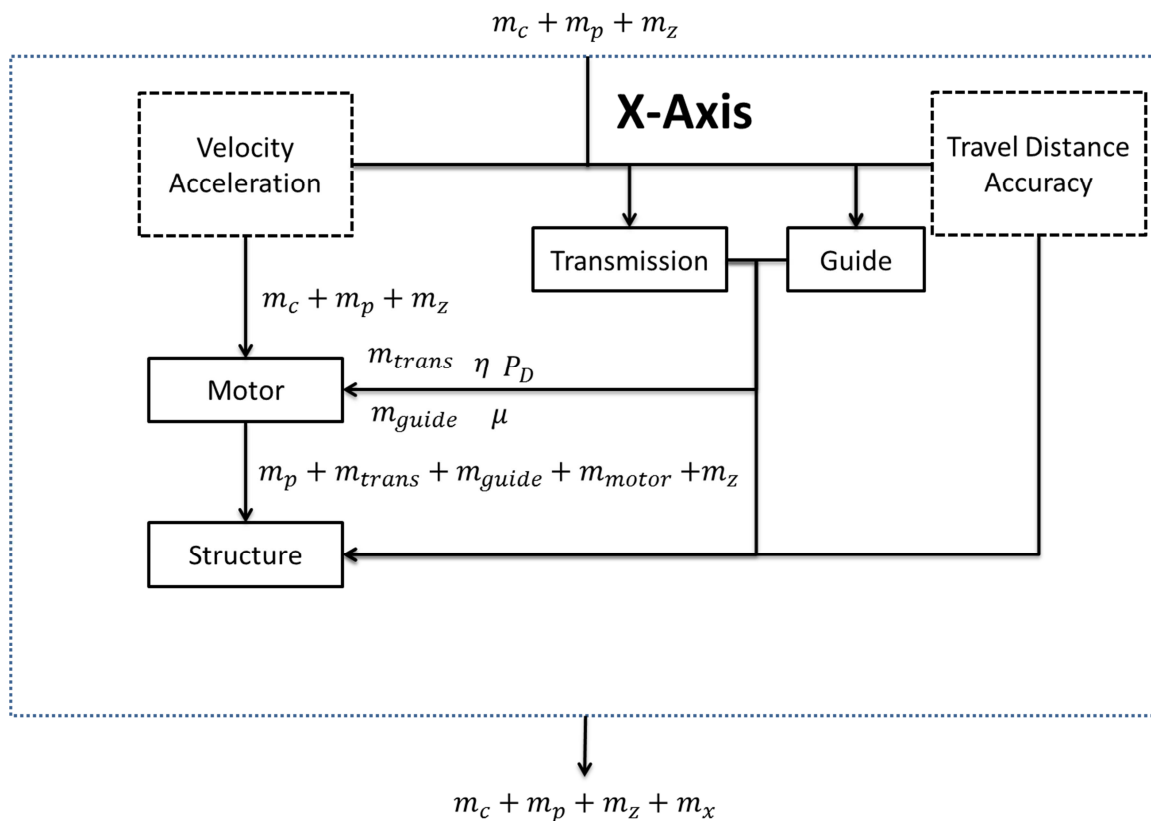 m_c + m_p + m_z
X-Axis
Velocity
Acceleration
Travel Distance
Accuracy
Transmission
Guide
m_c + m_p + m_z
m_trans η P_D
Motor
m_guide μ
m_p + m_trans + m_guide + m_motor +m_z
Structure
m_c + m_p + m_z + m_x